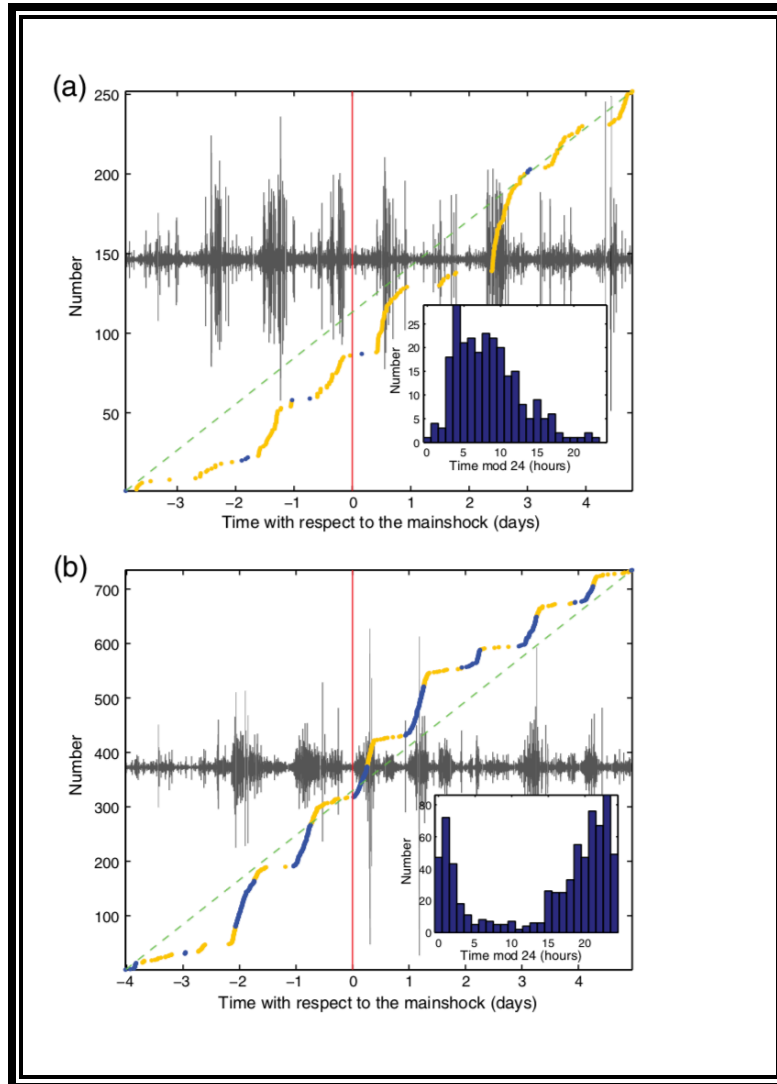 (a)
250
200
150
100
50
Number
25
20
15
10
5
0
Number
0 5 10 15 20
Time mod 24 (hours)
−3 −2 −1 0 1 2 3 4
Time with respect to the mainshock (days)
(b)
700
600
500
400
300
200
100
Number
80
60
40
20
0
Number
0 5 10 15 20
Time mod 24 (hours)
−4 −3 −2 −1 0 1 2 3 4
Time with respect to the mainshock (days)